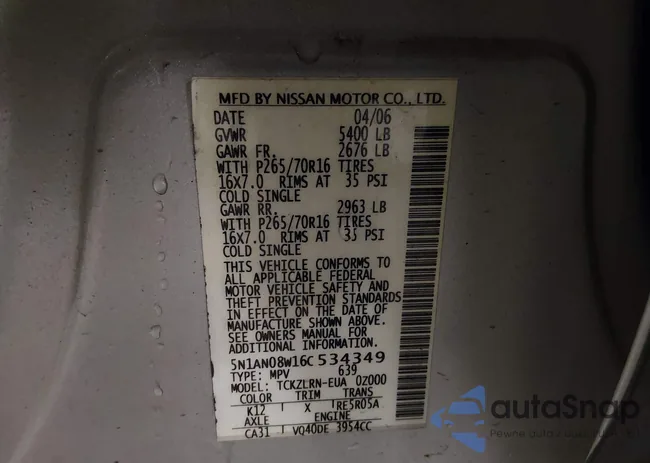 MFD BY NISSAN MOTOR CO., LTD.
DATE 04/06
GVWR 5400 LB
GAWR FR. 2676 LB
WITH P265/70R16 TIRES
16X7.0 RIMS AT 35 PSI
COLD SINGLE
GAWR RR. 2963 LB
WITH P265/70R16 TIRES
16X7.0 RIMS AT 35 PSI
COLD SINGLE
THIS VEHICLE CONFORMS TO
ALL APPLICABLE FEDERAL
MOTOR VEHICLE SAFETY AND
THEFT PREVENTION STANDARDS
IN EFFECT ON THE DATE OF
MANUFACTURE SHOWN ABOVE.
SEE OWNERS MANUAL FOR
ADDITIONAL INFORMATION
5N1AN08W16C534349
TYPE: MPV 639
MODEL: TCKZLRN-EUA 0Z000
COLOR TRIM TRANS
K12 X RE5R05A
AXLE ENGINE
CA31 VQ40DE 3954CC
autoSnap
Pewne auto z USA